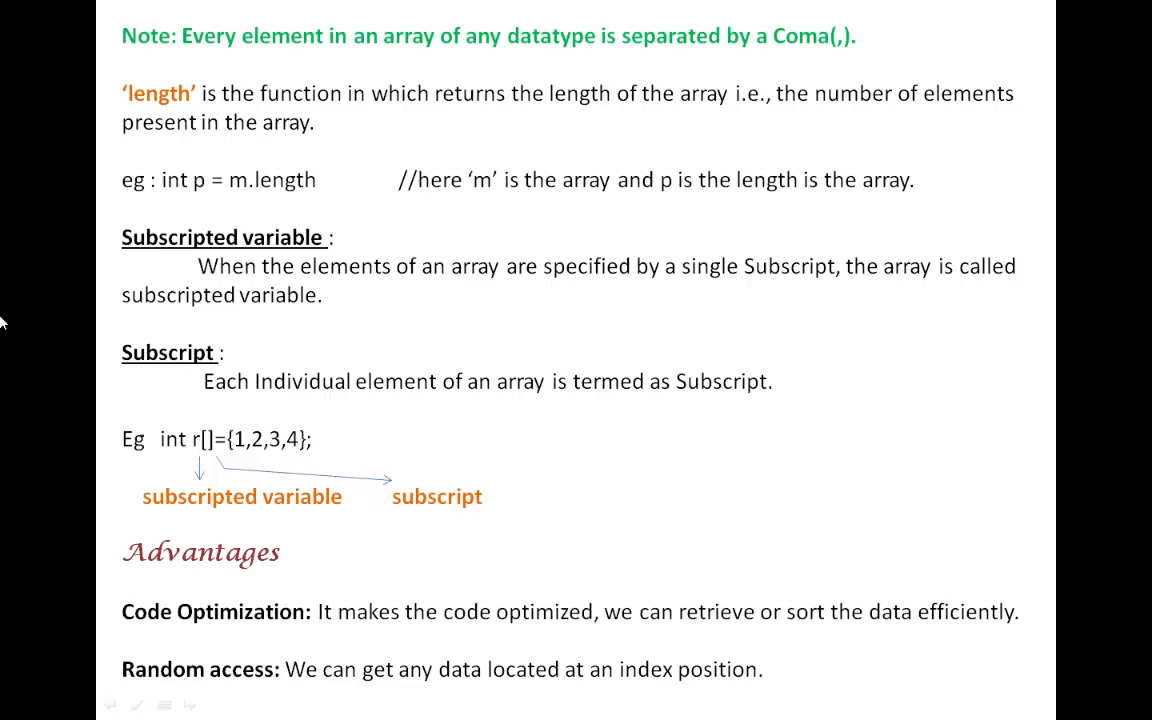 Note: Every element in an array of any datatype is separated by a Coma(,).
‘length’ is the function in which returns the length of the array i.e., the number of elements
present in the array.
eg : int p = m.length //here ‘m’ is the array and p is the length is the array.
Subscripted variable :
When the elements of an array are specified by a single Subscript, the array is called
subscripted variable.
Subscript :
Each Individual element of an array is termed as Subscript.
Eg int r[]={1,2,3,4};
subscripted variable subscript
Advantages
Code Optimization: It makes the code optimized, we can retrieve or sort the data efficiently.
Random access: We can get any data located at an index position.